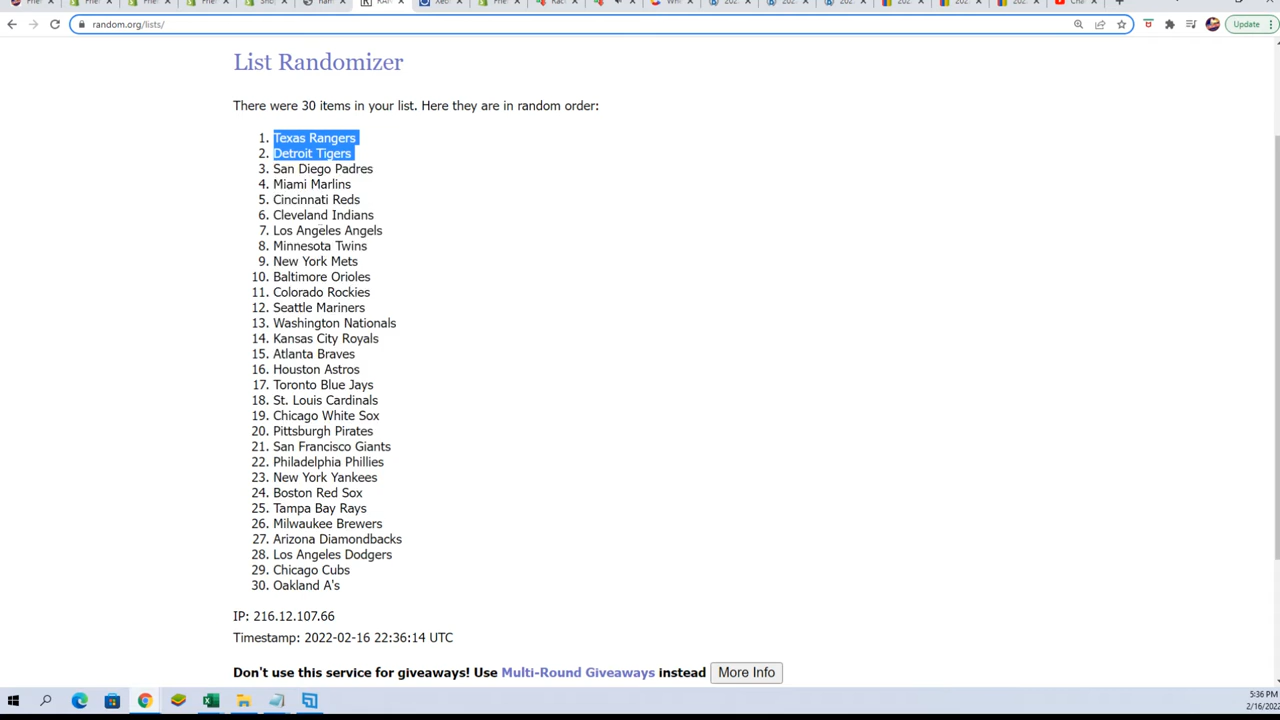 random.org/lists/
Update
List Randomizer
There were 30 items in your list. Here they are in random order:
1. Texas Rangers
2. Detroit Tigers
3. San Diego Padres
4. Miami Marlins
5. Cincinnati Reds
6. Cleveland Indians
7. Los Angeles Angels
8. Minnesota Twins
9. New York Mets
10. Baltimore Orioles
11. Colorado Rockies
12. Seattle Mariners
13. Washington Nationals
14. Kansas City Royals
15. Atlanta Braves
16. Houston Astros
17. Toronto Blue Jays
18. St. Louis Cardinals
19. Chicago White Sox
20. Pittsburgh Pirates
21. San Francisco Giants
22. Philadelphia Phillies
23. New York Yankees
24. Boston Red Sox
25. Tampa Bay Rays
26. Milwaukee Brewers
27. Arizona Diamondbacks
28. Los Angeles Dodgers
29. Chicago Cubs
30. Oakland A's
IP: 216.12.107.66
Timestamp: 2022-02-16 22:36:14 UTC
Don't use this service for giveaways! Use Multi-Round Giveaways instead More Info
5:36 PM